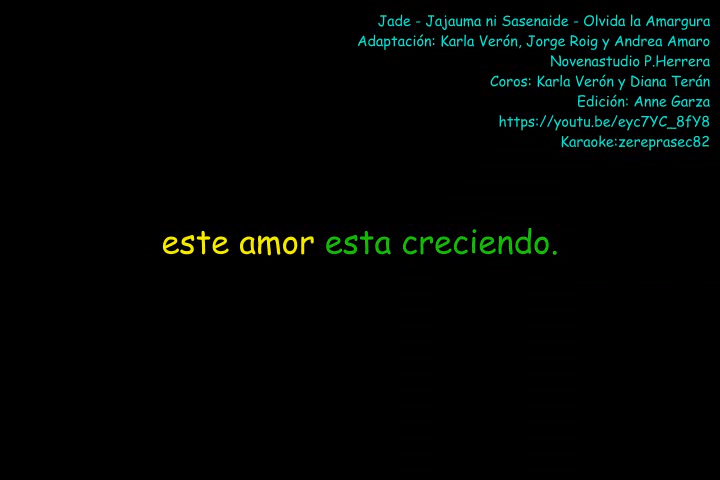 Jade - Jajauma ni Sasenaide - Olvida la Amargura
Adaptación: Karla Verón, Jorge Roig y Andrea Amaro
Novenastudio P.Herrera
Coros: Karla Verón y Diana Terán
Edición: Anne Garza
https://youtu.be/eyc7YC_8fY8
Karaoke:zereprasec82
este amor esta creciendo.